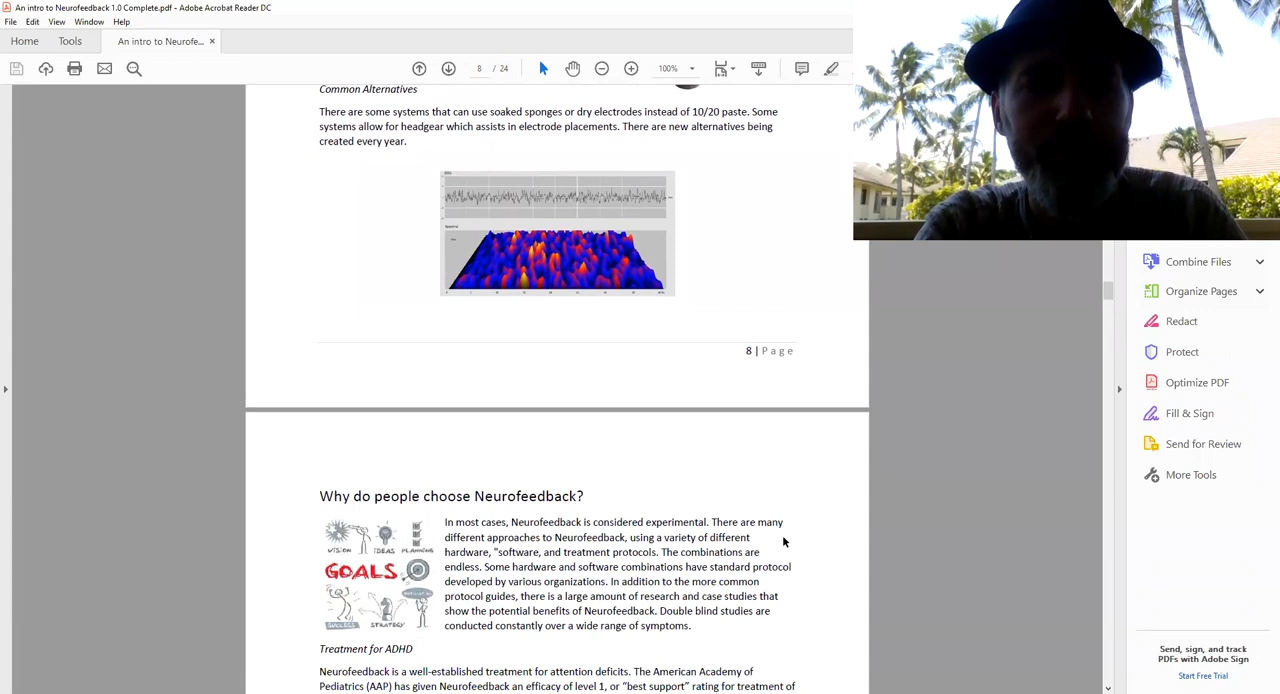 An intro to Neurofeedback 1.0 Complete.pdf - Adobe Acrobat Reader DC
File Edit View Window Help
Home Tools An intro to Neurofe... ×
8 / 24 100%
Common Alternatives
There are some systems that can use soaked sponges or dry electrodes instead of 10/20 paste. Some
systems allow for headgear which assists in electrode placements. There are new alternatives being
created every year.
8 | Page
Why do people choose Neurofeedback?
VISION IDEAS PLANNING
GOALS
SUCCESS STRATEGY
In most cases, Neurofeedback is considered experimental. There are many
different approaches to Neurofeedback, using a variety of different
hardware, "software, and treatment protocols. The combinations are
endless. Some hardware and software combinations have standard protocol
developed by various organizations. In addition to the more common
protocol guides, there is a large amount of research and case studies that
show the potential benefits of Neurofeedback. Double blind studies are
conducted constantly over a wide range of symptoms.
Treatment for ADHD
Neurofeedback is a well-established treatment for attention deficits. The American Academy of
Pediatrics (AAP) has given Neurofeedback an efficacy of level 1, or “best support” rating for treatment of
Combine Files
Organize Pages
Redact
Protect
Optimize PDF
Fill & Sign
Send for Review
More Tools
Send, sign, and track
PDFs with Adobe Sign
Start Free Trial